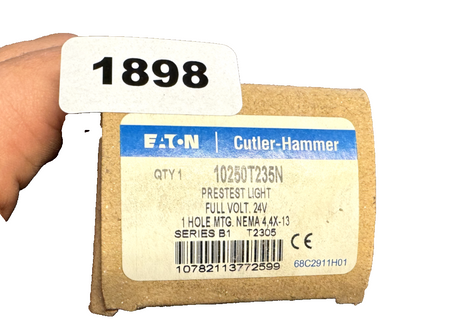 1898
EATON Cutler-Hammer
QTY 1 10250T235N
PRESTEST LIGHT
FULL VOLT. 24V
1 HOLE MTG. NEMA 4,4X-13
SERIES B1 T2305
CE
10782113772599
68C2911H01